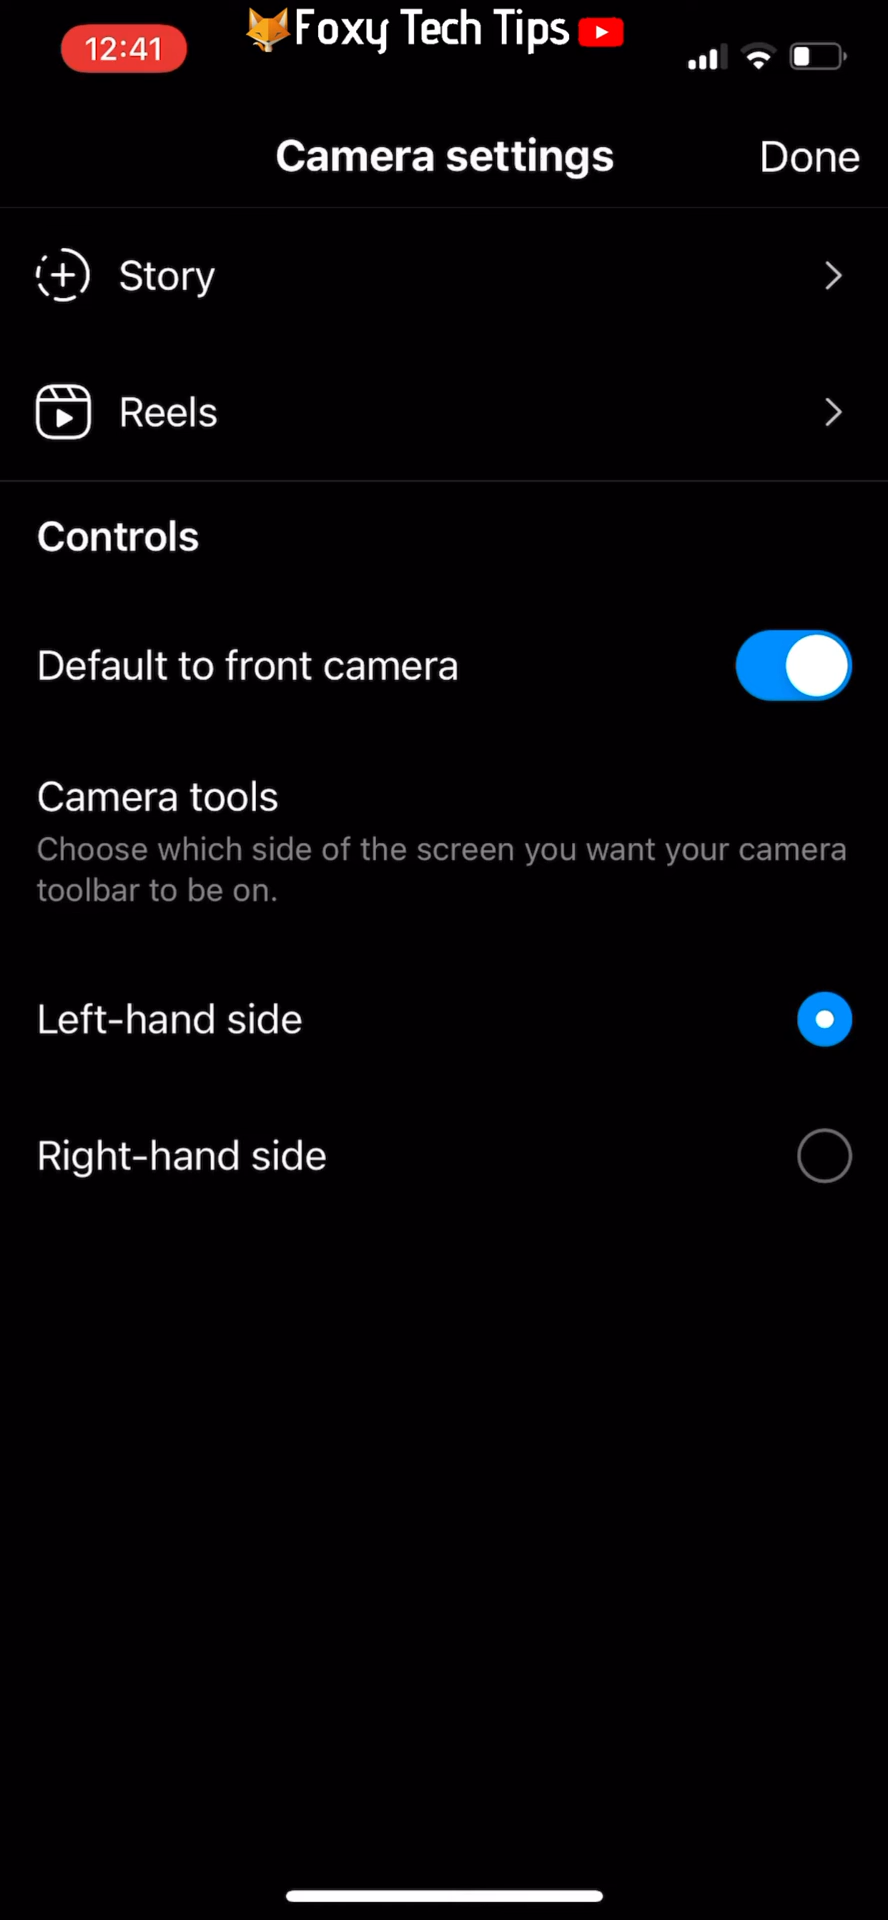 12:41
Foxy Tech Tips
Camera settings
Done
Story
Reels
Controls
Default to front camera
Camera tools
Choose which side of the screen you want your camera
toolbar to be on.
Left-hand side
Right-hand side